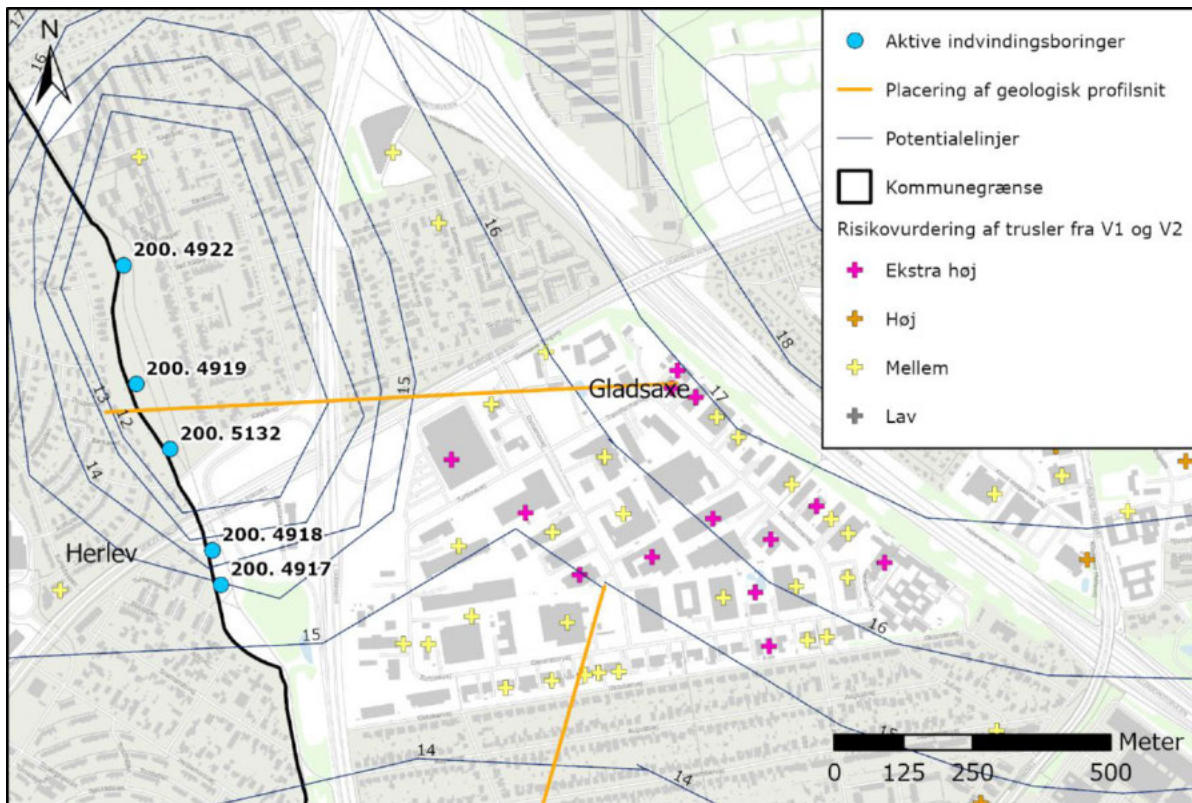 17
16
N
200. 4922
200. 4919
200. 5132
200. 4918
200. 4917
13
12
14
15
16
17
18
Gladsaxe
Herlev
15
16
14
14
15
Aktive indvindingsboringer
Placering af geologisk profilsnit
Potentialelinjer
Kommunegrænse
Risikovurdering af trusler fra V1 og V2
Ekstra høj
Høj
Mellem
Lav
Meter
0 125 250 500